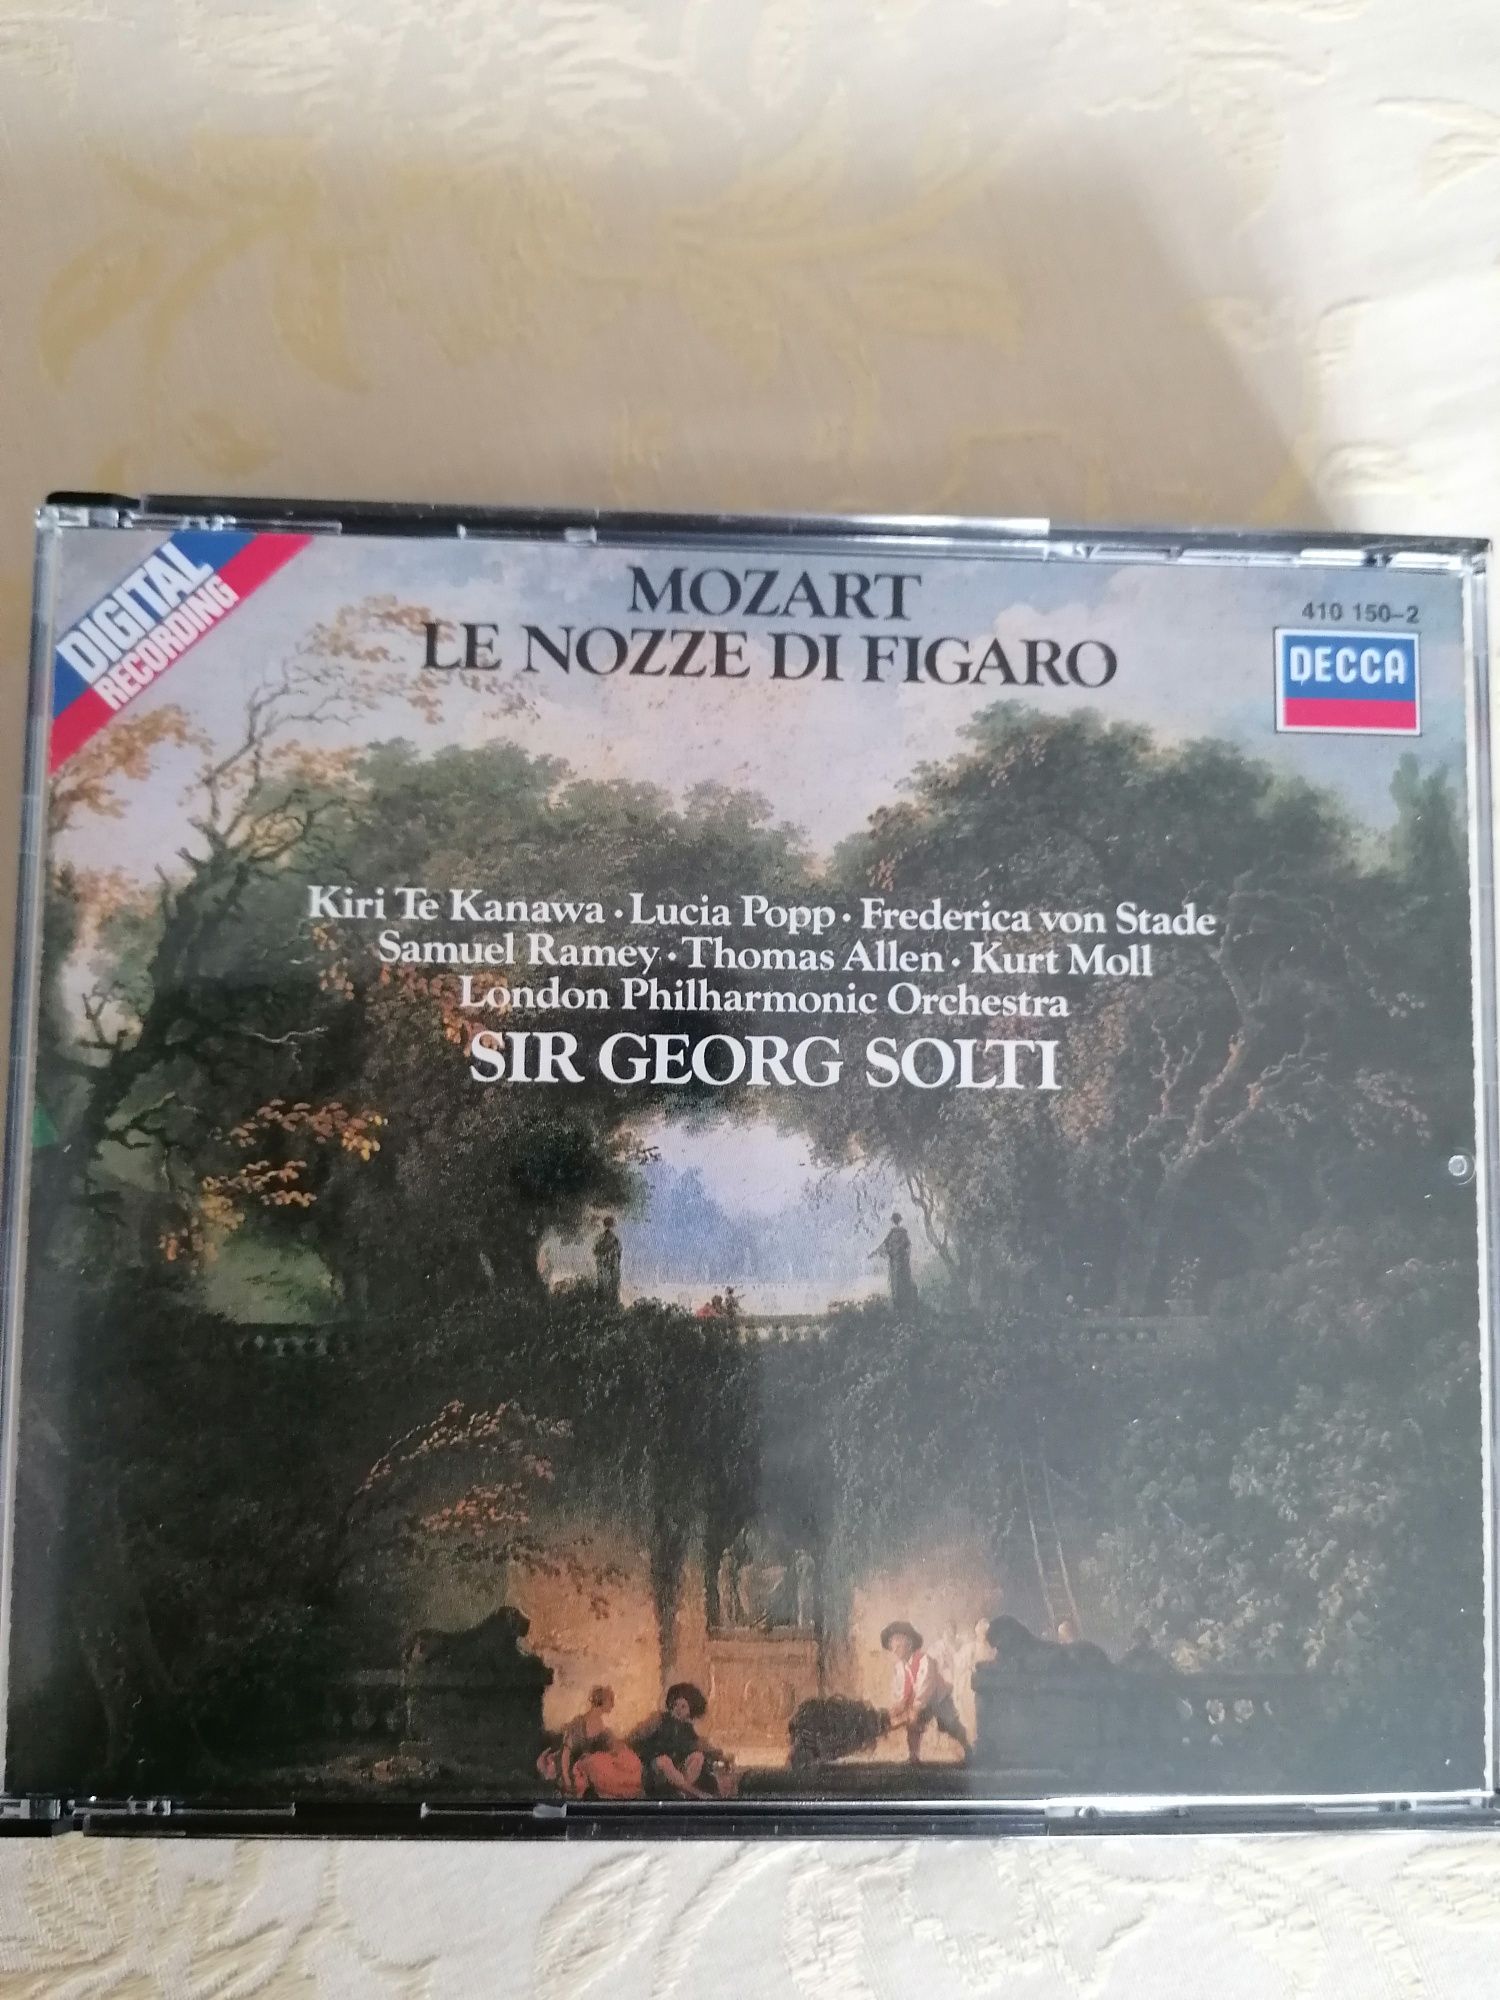 DIGITAL
RECORDING
MOZART
LE NOZZE DI FIGARO
410 150-2
DECCA
Kiri Te Kanawa · Lucia Popp · Frederica von Stade
Samuel Ramey · Thomas Allen · Kurt Moll
London Philharmonic Orchestra
SIR GEORG SOLTI